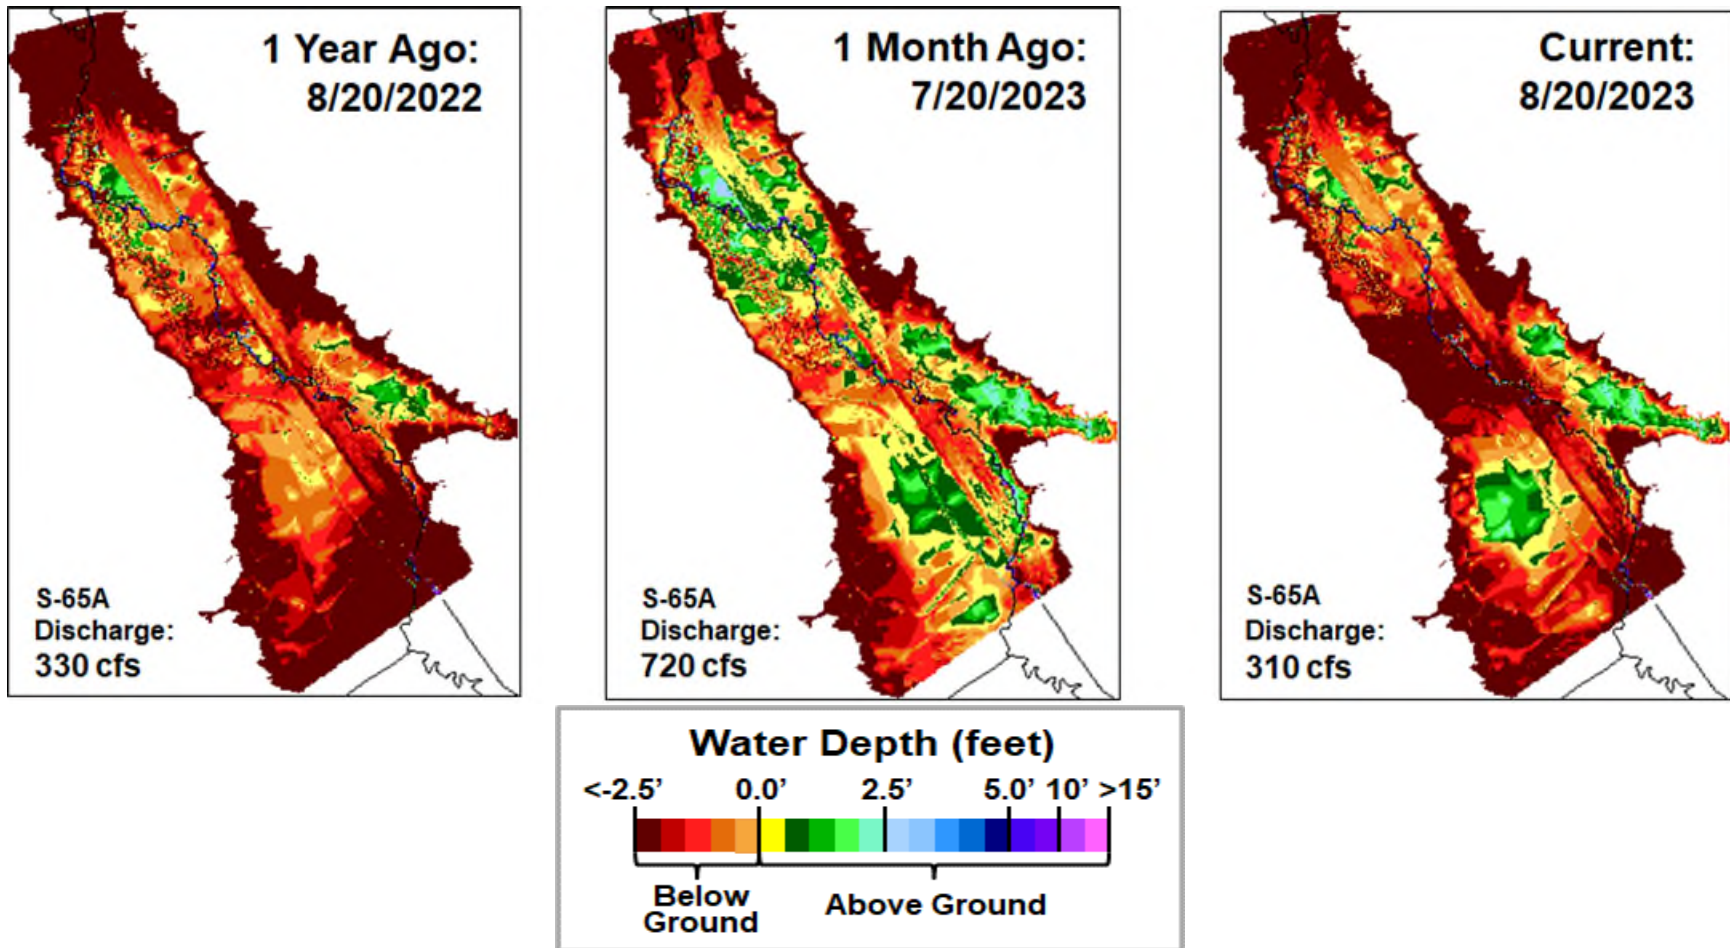 1 Year Ago:
8/20/2022
S-65A
Discharge:
330 cfs
1 Month Ago:
7/20/2023
S-65A
Discharge:
720 cfs
Current:
8/20/2023
S-65A
Discharge:
310 cfs
Water Depth (feet)
<-2.5’ 0.0’ 2.5’ 5.0’ 10’ >15’
Below
Ground
Above Ground